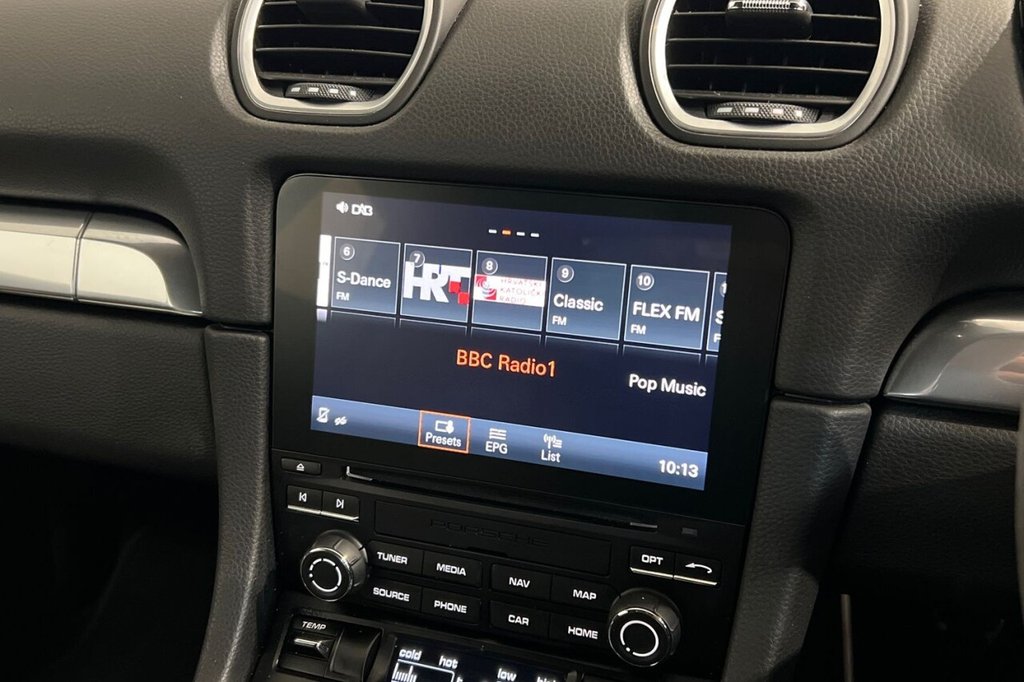 DAB
6
S-Dance
FM
7
HRT
8
HRVATSKI
KATOLIČKI
RADIO
9
Classic
FM
10
FLEX FM
FM
BBC Radio1
Pop Music
Presets
EPG
List
10:13
PORSCHE
TUNER
MEDIA
SOURCE
PHONE
NAV
MAP
CAR
HOME
OPT
TEMP
cold hot
low